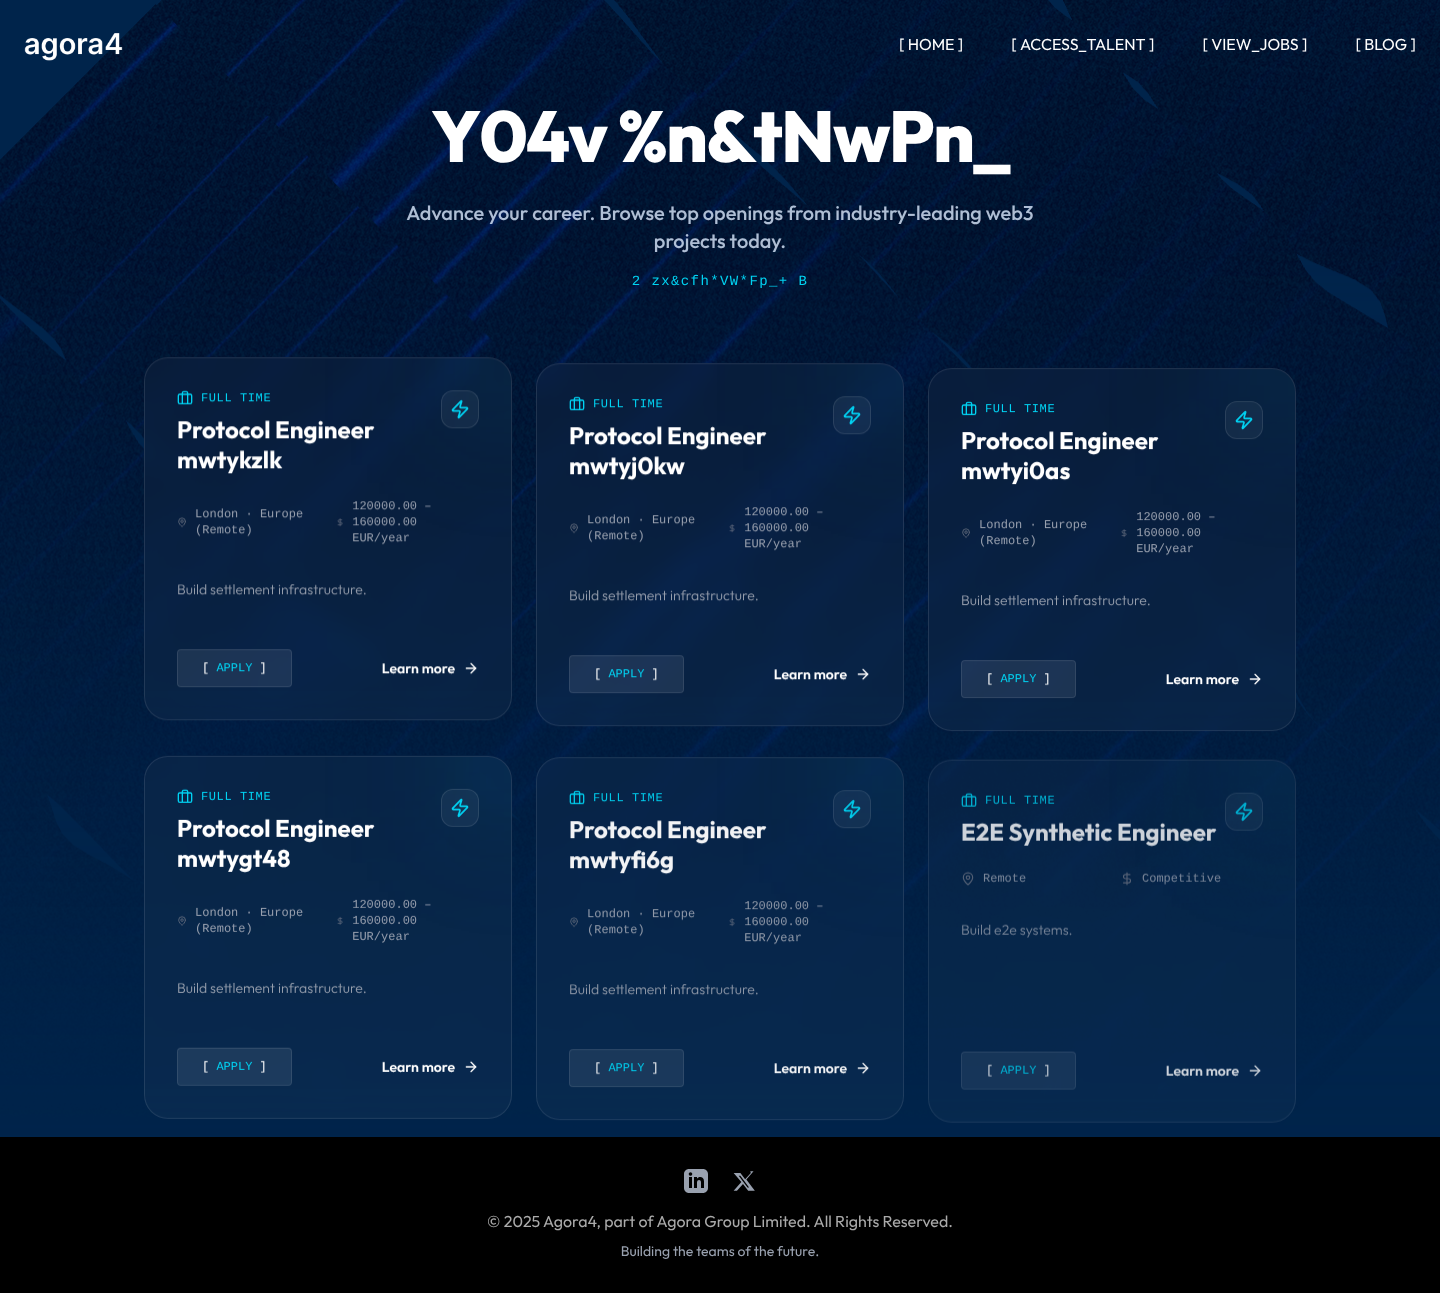 agora4
[ HOME ]
[ ACCESS_TALENT ]
[ VIEW_JOBS ]
[ BLOG ]
Y04v %n&tNwPn_
Advance your career. Browse top openings from industry-leading web3
projects today.
2 zx&cfh*VW*Fp_+ B
FULL TIME
Protocol Engineer
mwtykzlk
London · Europe
(Remote)
$
120000.00 –
160000.00
EUR/year
Build settlement infrastructure.
[ APPLY ]
Learn more →
FULL TIME
Protocol Engineer
mwtyj0kw
London · Europe
(Remote)
$
120000.00 –
160000.00
EUR/year
Build settlement infrastructure.
[ APPLY ]
Learn more →
FULL TIME
Protocol Engineer
mwtyi0as
London · Europe
(Remote)
$
120000.00 –
160000.00
EUR/year
Build settlement infrastructure.
[ APPLY ]
Learn more →
FULL TIME
Protocol Engineer
mwtygt48
London · Europe
(Remote)
$
120000.00 –
160000.00
EUR/year
Build settlement infrastructure.
[ APPLY ]
Learn more →
FULL TIME
Protocol Engineer
mwtyfi6g
London · Europe
(Remote)
$
120000.00 –
160000.00
EUR/year
Build settlement infrastructure.
[ APPLY ]
Learn more →
FULL TIME
E2E Synthetic Engineer
Remote
$ Competitive
Build e2e systems.
[ APPLY ]
Learn more →
in
X
© 2025 Agora4, part of Agora Group Limited. All Rights Reserved.
Building the teams of the future.